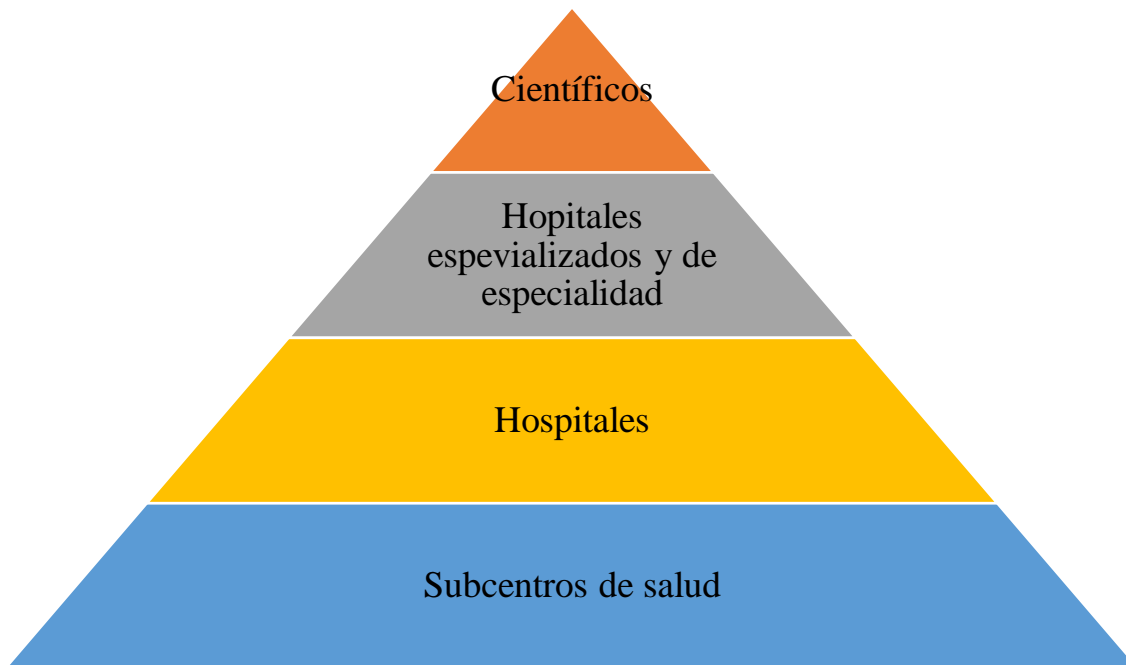 Científicos
Hopitales
espevializados y de
especialidad
Hospitales
Subcentros de salud